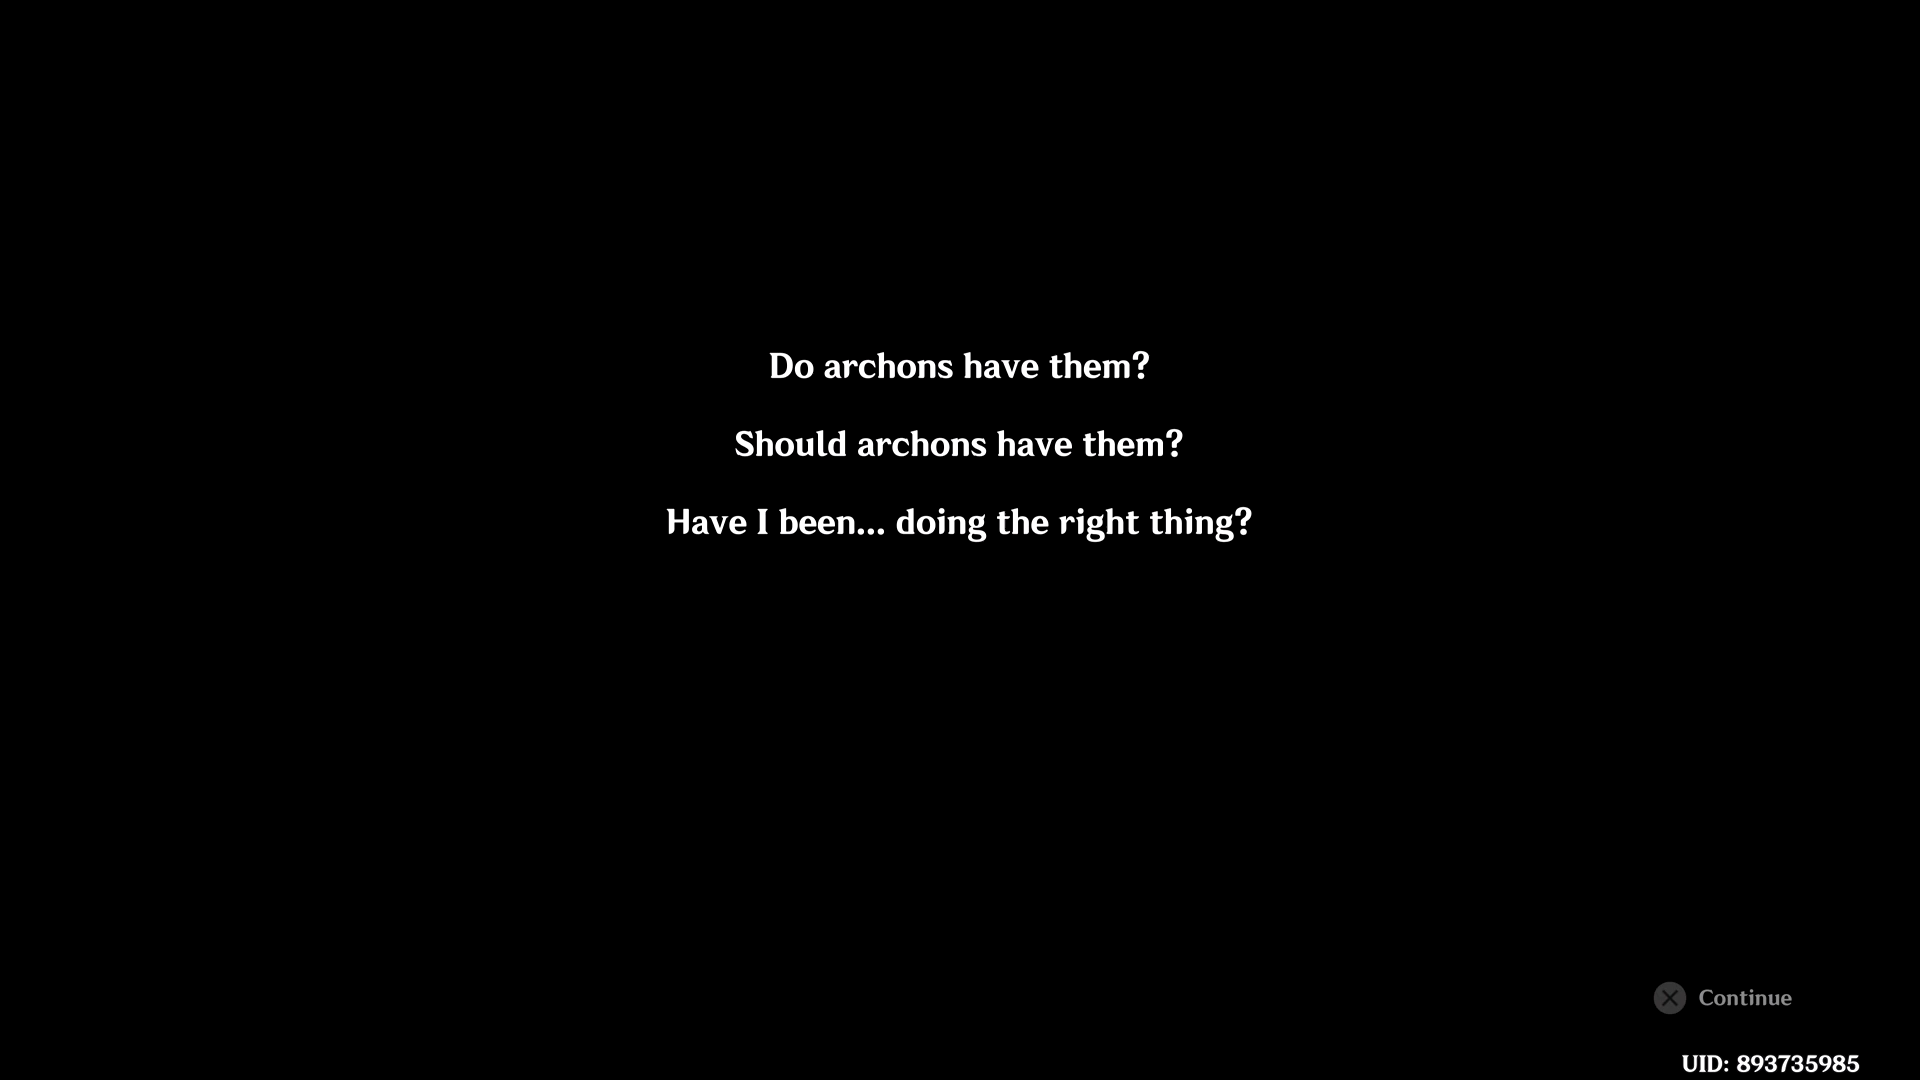 Do archons have them?
Should archons have them?
Have I been... doing the right thing?
Continue
UID: 893735985